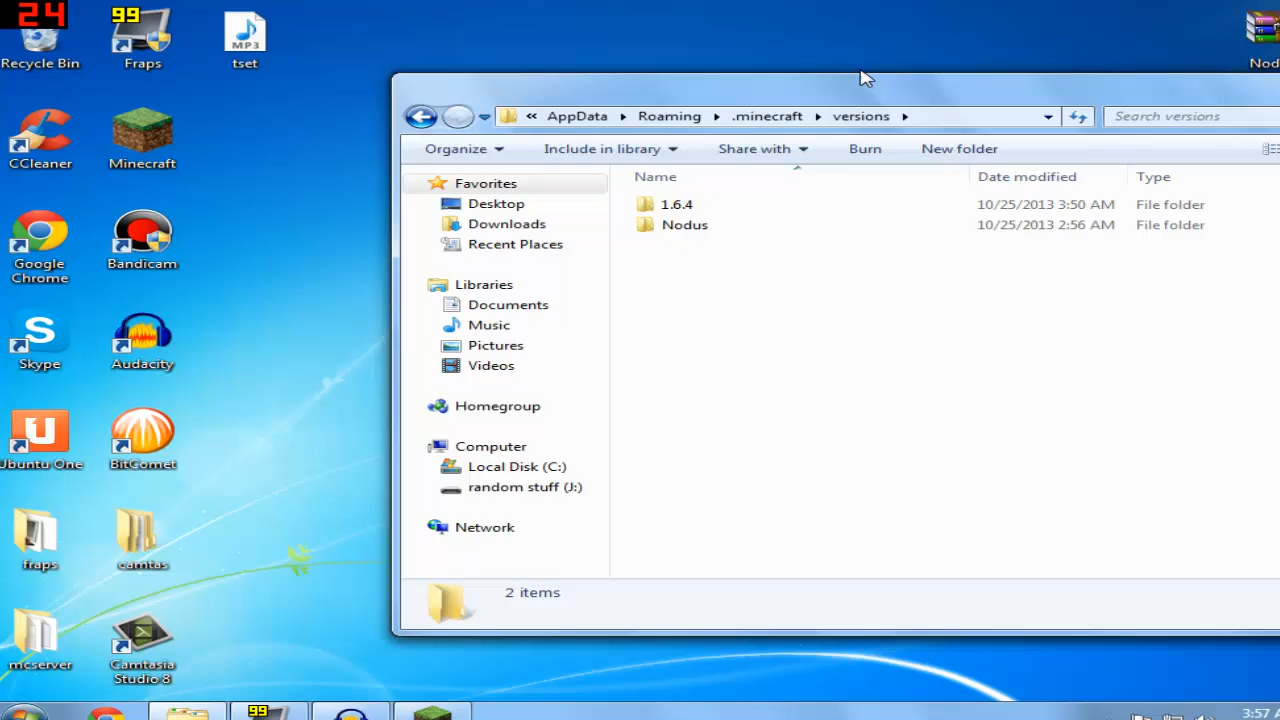 24
99
Recycle Bin
Fraps
MP3
tset
Nod
CCleaner
Minecraft
Google
Chrome
Bandicam
Skype
Audacity
Ubuntu One
BitComet
fraps
camtas
mcserver
Camtasia
Studio 8
« AppData Roaming .minecraft versions
Search versions
Organize
Include in library
Share with
Burn
New folder
Favorites
Desktop
Downloads
Recent Places
Libraries
Documents
Music
Pictures
Videos
Homegroup
Computer
Local Disk (C:)
random stuff (J:)
Network
Name Date modified Type
1.6.4 10/25/2013 3:50 AM File folder
Nodus 10/25/2013 2:56 AM File folder
2 items
99
3:57